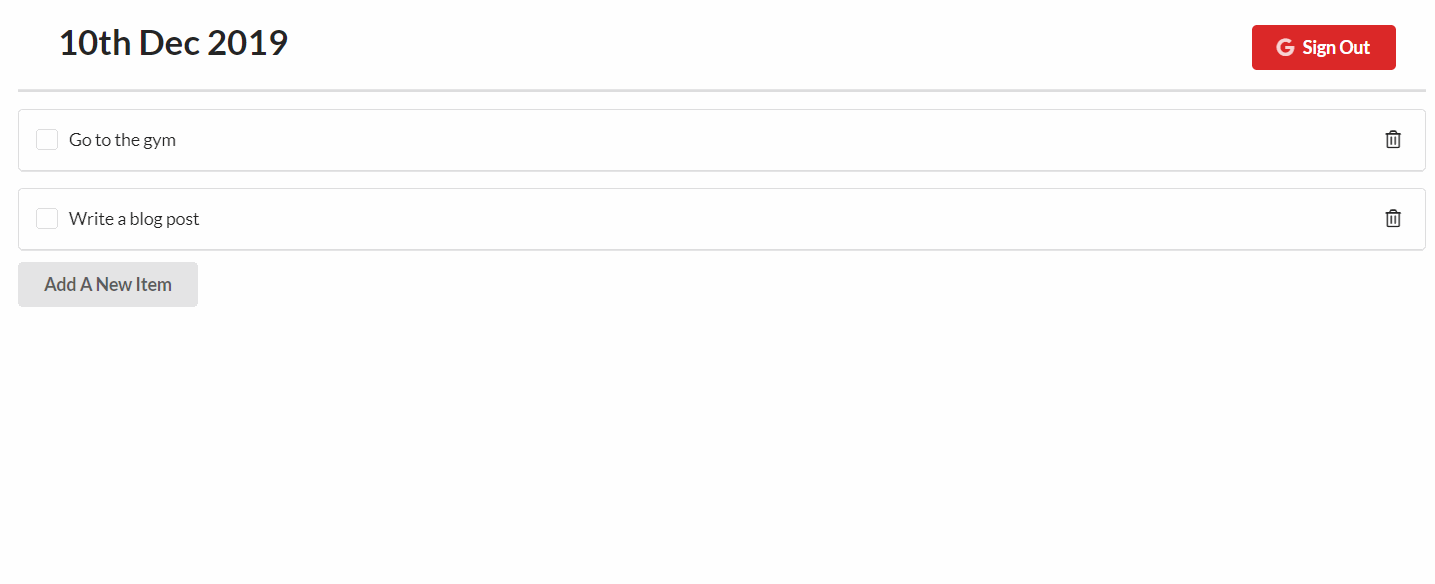 10th Dec 2019
Sign Out
Go to the gym
Write a blog post
Add A New Item